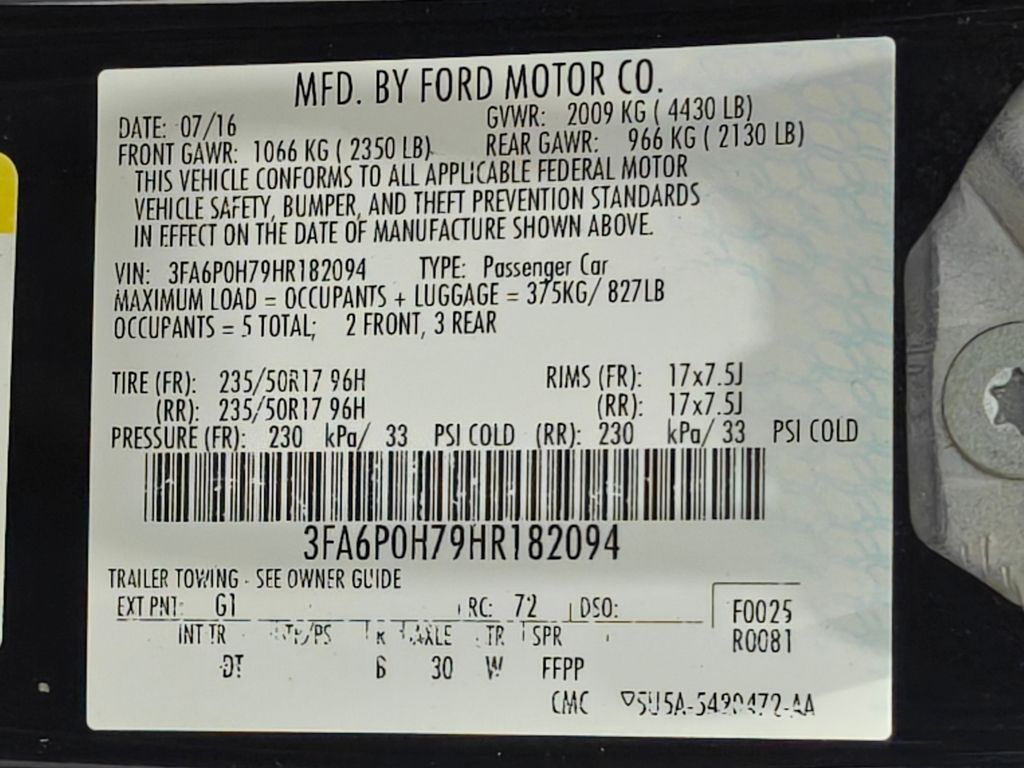 MFD. BY FORD MOTOR CO.
DATE: 07/16 GVWR: 2009 KG ( 4430 LB)
FRONT GAWR: 1066 KG ( 2350 LB) REAR GAWR: 966 KG ( 2130 LB)
THIS VEHICLE CONFORMS TO ALL APPLICABLE FEDERAL MOTOR
VEHICLE SAFETY, BUMPER, AND THEFT PREVENTION STANDARDS
IN EFFECT ON THE DATE OF MANUFACTURE SHOWN ABOVE.
VIN: 3FA6P0H79HR182094 TYPE: Passenger Car
MAXIMUM LOAD = OCCUPANTS + LUGGAGE = 375KG/ 827LB
OCCUPANTS = 5 TOTAL; 2 FRONT, 3 REAR
TIRE (FR): 235/50R17 96H RIMS (FR): 17x7.5J
(RR): 235/50R17 96H (RR): 17x7.5J
PRESSURE (FR): 230 kPa/ 33 PSI COLD (RR): 230 kPa/ 33 PSI COLD
3FA6P0H79HR182094
TRAILER TOWING - SEE OWNER GUIDE
EXT PNT: G1 RC: 72 DSO: F0025
INT TR AXLE TR SPR R0081
DT 6 30 W FFPP
CMC